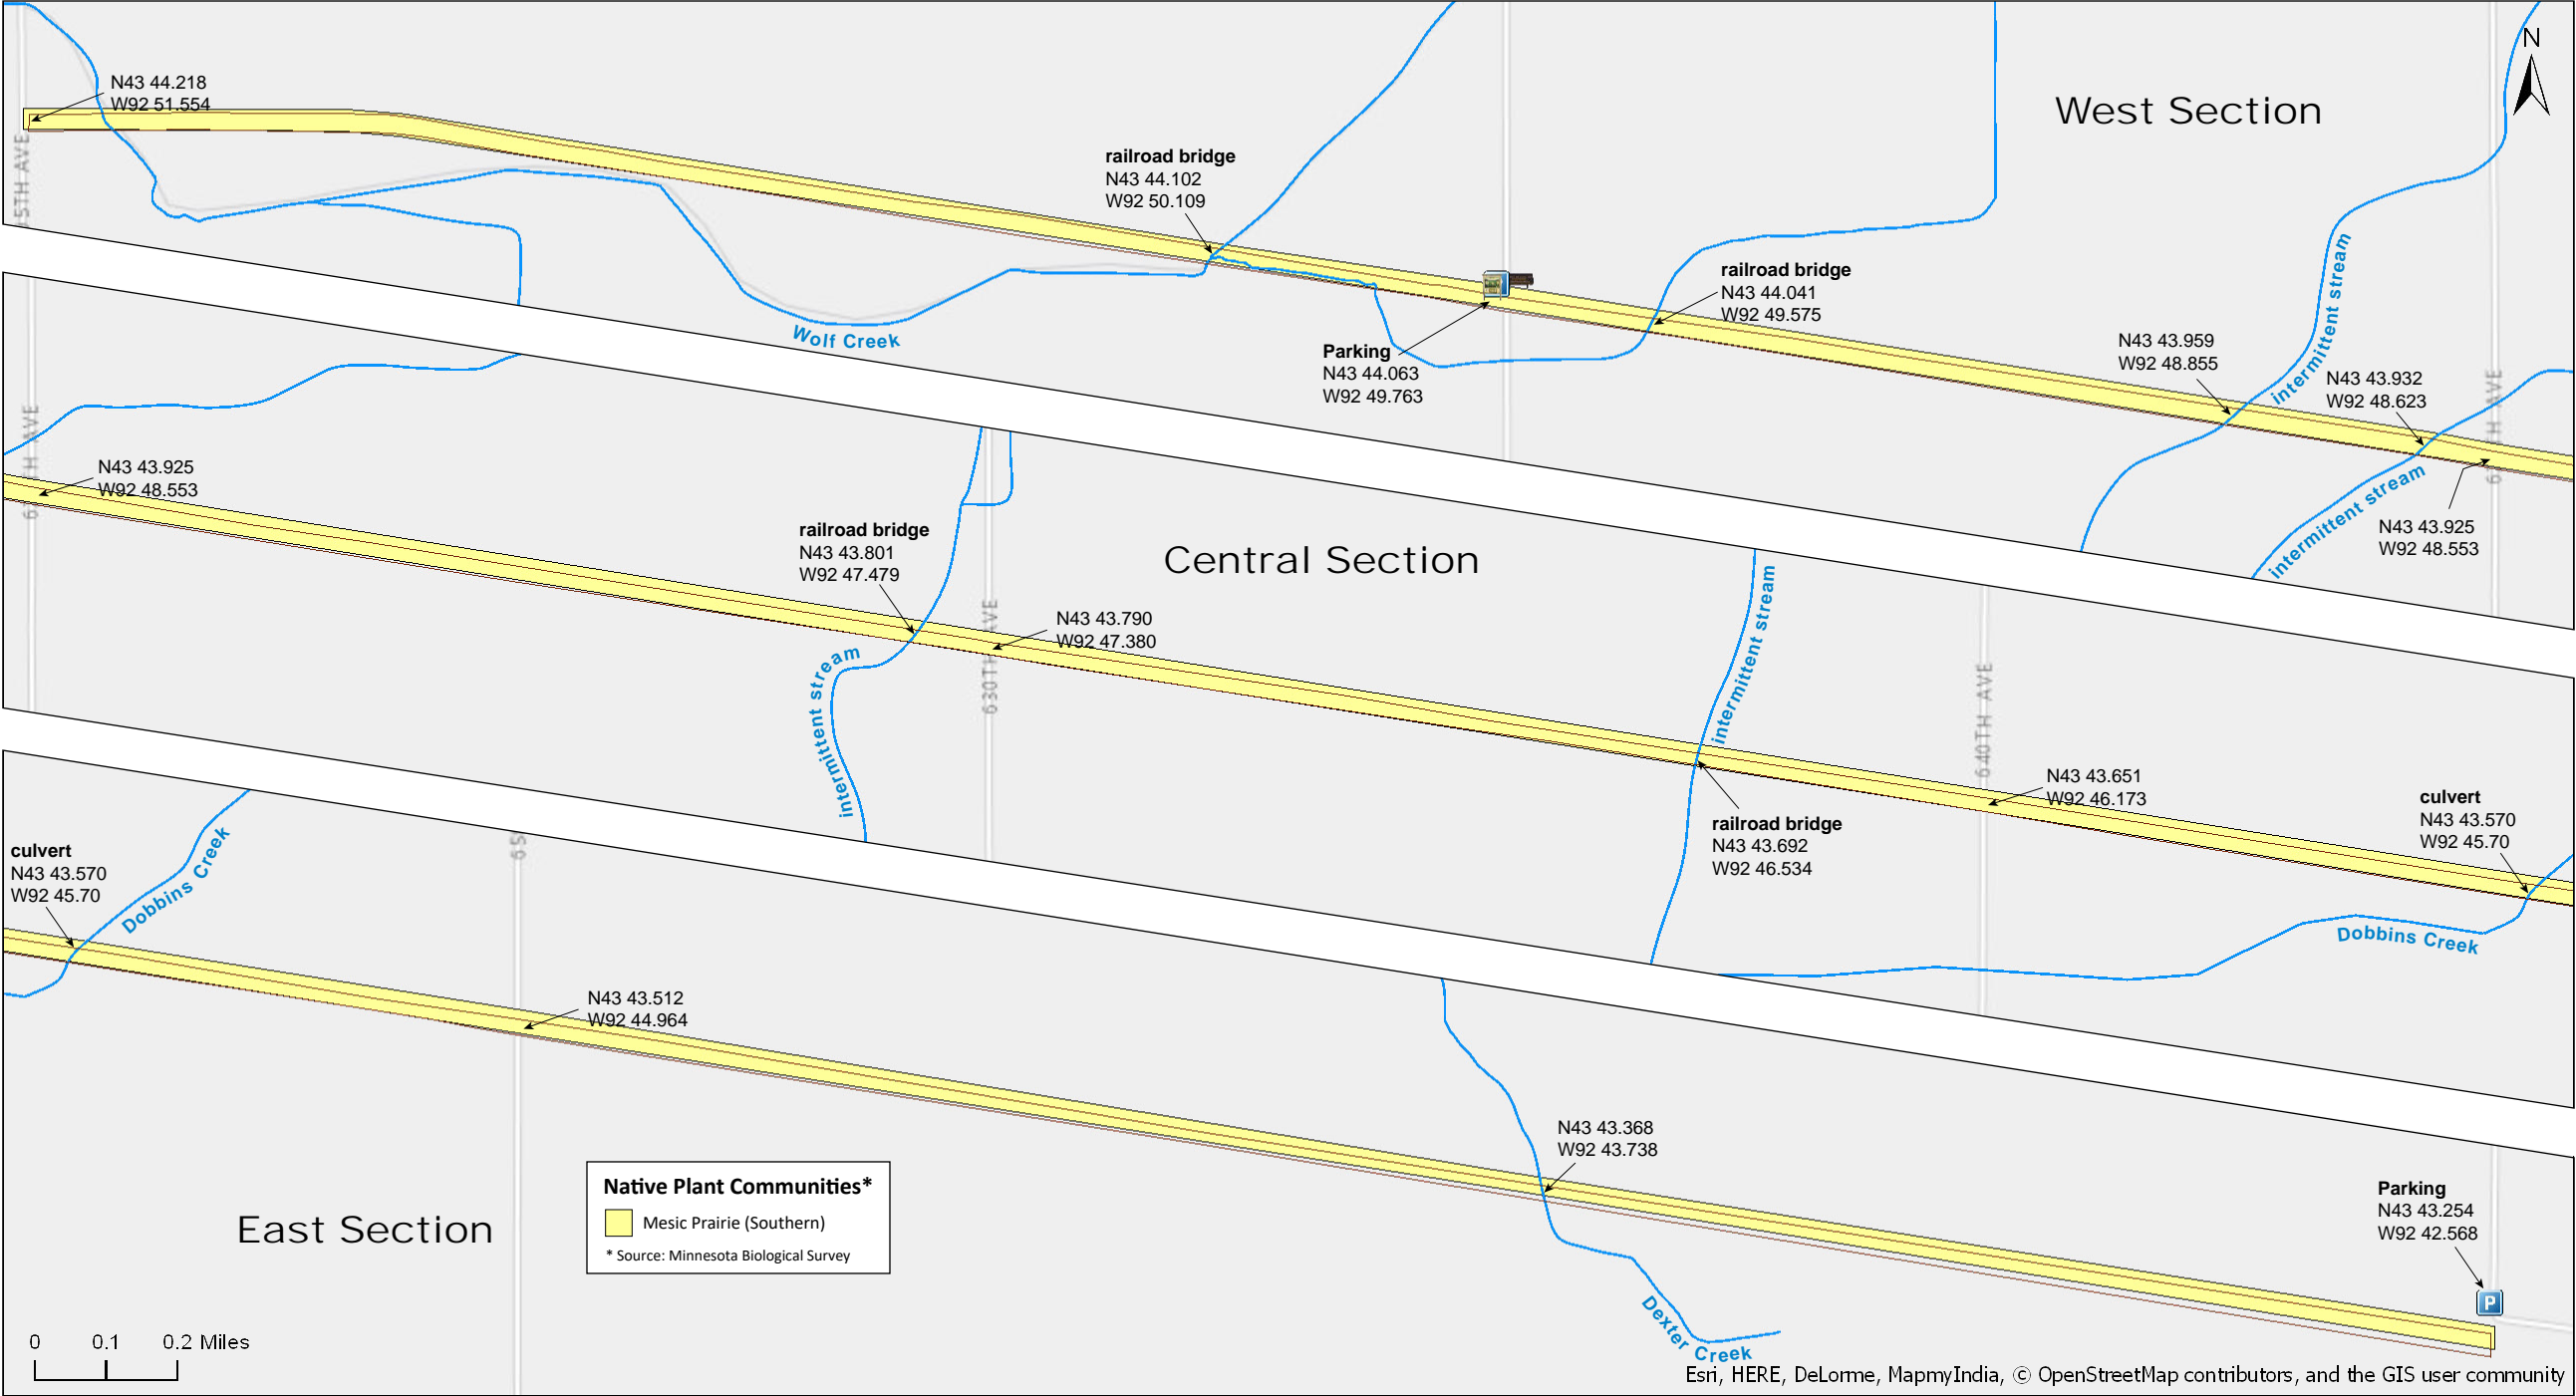 N
West Section
N43 44.218
W92 51.554
5TH AVE
railroad bridge
N43 44.102
W92 50.109
Wolf Creek
Parking
N43 44.063
W92 49.763
railroad bridge
N43 44.041
W92 49.575
intermittent stream
N43 43.959
W92 48.855
N43 43.932
W92 48.623
intermittent stream
N43 43.925
W92 48.553
TH AVE
Central Section
TH AVE
N43 43.925
W92 48.553
railroad bridge
N43 43.801
W92 47.479
intermittent stream
630TH AVE
N43 43.790
W92 47.380
intermittent stream
railroad bridge
N43 43.692
W92 46.534
640TH AVE
N43 43.651
W92 46.173
culvert
N43 43.570
W92 45.70
Dobbins Creek
East Section
culvert
N43 43.570
W92 45.70
Dobbins Creek
65
N43 43.512
W92 44.964
N43 43.368
W92 43.738
Dexter Creek
Parking
N43 43.254
W92 42.568
P
Native Plant Communities*
Mesic Prairie (Southern)
* Source: Minnesota Biological Survey
0 0.1 0.2 Miles
Esri, HERE, DeLorme, MapmyIndia, © OpenStreetMap contributors, and the GIS user community